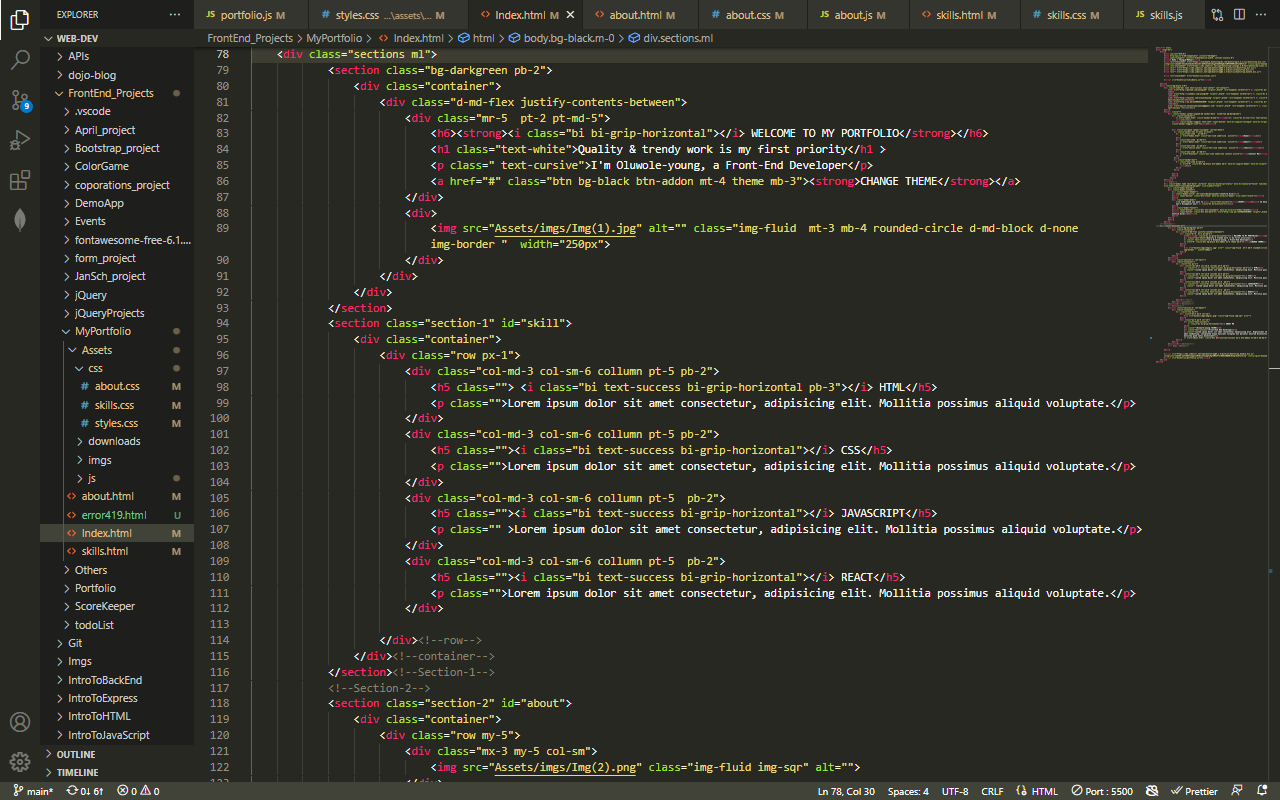 EXPLORER
portfolio.js M
styles.css ...\assets\... M
Index.html M
about.html M
about.css M
about.js M
skills.html M
skills.css M
skills.js
WEB-DEV
FrontEnd_Projects > MyPortfolio > Index.html > html > body.bg-black.m-0 > div.sections.ml
APIs
dojo-blog
FrontEnd_Projects
.vscode
April_project
Bootstrap_project
ColorGame
coporations_project
DemoApp
Events
fontawesome-free-6.1....
form_project
JanSch_project
jQuery
jQueryProjects
MyPortfolio
Assets
css
about.css M
skills.css M
styles.css M
downloads
imgs
js
about.html M
error419.html U
Index.html M
skills.html M
Others
Portfolio
ScoreKeeper
todoList
Git
Imgs
IntroToBackEnd
IntroToExpress
IntroToHTML
IntroToJavaScript
OUTLINE
TIMELINE
9
78 <div class="sections ml">
79 <section class="bg-darkgreen pb-2">
80 <div class="container">
81 <div class="d-md-flex justify-contents-between">
82 <div class="mr-5  pt-2 pt-md-5">
83 <h6><strong><i class="bi bi-grip-horizontal"></i> WELCOME TO MY PORTFOLIO</strong></h6>
84 <h1 class="text-white">Quality & trendy work is my first priority</h1 >
85 <p class=" text-cursive">I'm Oluwole-young, a Front-End Developer</p>
86 <a href="#" class="btn bg-black btn-addon mt-4 theme mb-3"><strong>CHANGE THEME</strong></a>
87 </div>
88 <div>
89 <img src="Assets/imgs/Img(1).jpg" alt="" class="img-fluid  mt-3 mb-4 rounded-circle d-md-block d-none
img-border "  width="250px">
90 </div>
91 </div>
92 </div>
93 </section>
94 <section class="section-1" id="skill">
95 <div class="container">
96 <div class="row px-1">
97 <div class="col-md-3 col-sm-6 collumn pt-5 pb-2">
98 <h5 class=""> <i class="bi text-success bi-grip-horizontal pb-3"></i> HTML</h5>
99 <p class="">Lorem ipsum dolor sit amet consectetur, adipisicing elit. Mollitia possimus aliquid voluptate.</p>
100 </div>
101 <div class="col-md-3 col-sm-6 collumn pt-5 pb-2">
102 <h5 class=""><i class="bi text-success bi-grip-horizontal"></i> CSS</h5>
103 <p class="">Lorem ipsum dolor sit amet consectetur, adipisicing elit. Mollitia possimus aliquid voluptate.</p>
104 </div>
105 <div class="col-md-3 col-sm-6 collumn pt-5  pb-2">
106 <h5 class=""><i class="bi text-success bi-grip-horizontal"></i> JAVASCRIPT</h5>
107 <p class="" >Lorem ipsum dolor sit amet consectetur, adipisicing elit. Mollitia possimus aliquid voluptate.</p>
108 </div>
109 <div class="col-md-3 col-sm-6 collumn pt-5  pb-2">
110 <h5 class=""><i class="bi text-success bi-grip-horizontal"></i> REACT</h5>
111 <p class="">Lorem ipsum dolor sit amet consectetur, adipisicing elit. Mollitia possimus aliquid voluptate.</p>
112 </div>
113
114 </div><!--row-->
115 </div><!--container-->
116 </section><!--Section-1-->
117 <!--Section-2-->
118 <section class="section-2" id="about">
119 <div class="container">
120 <div class="row my-5">
121 <div class="mx-3 my-5 col-sm">
122 <img src="Assets/imgs/Img(2).png" class="img-fluid img-sqr" alt="">
main* 0↓ 6↑ 0 0 Ln 78, Col 30 Spaces: 4 UTF-8 CRLF HTML Port : 5500 Prettier